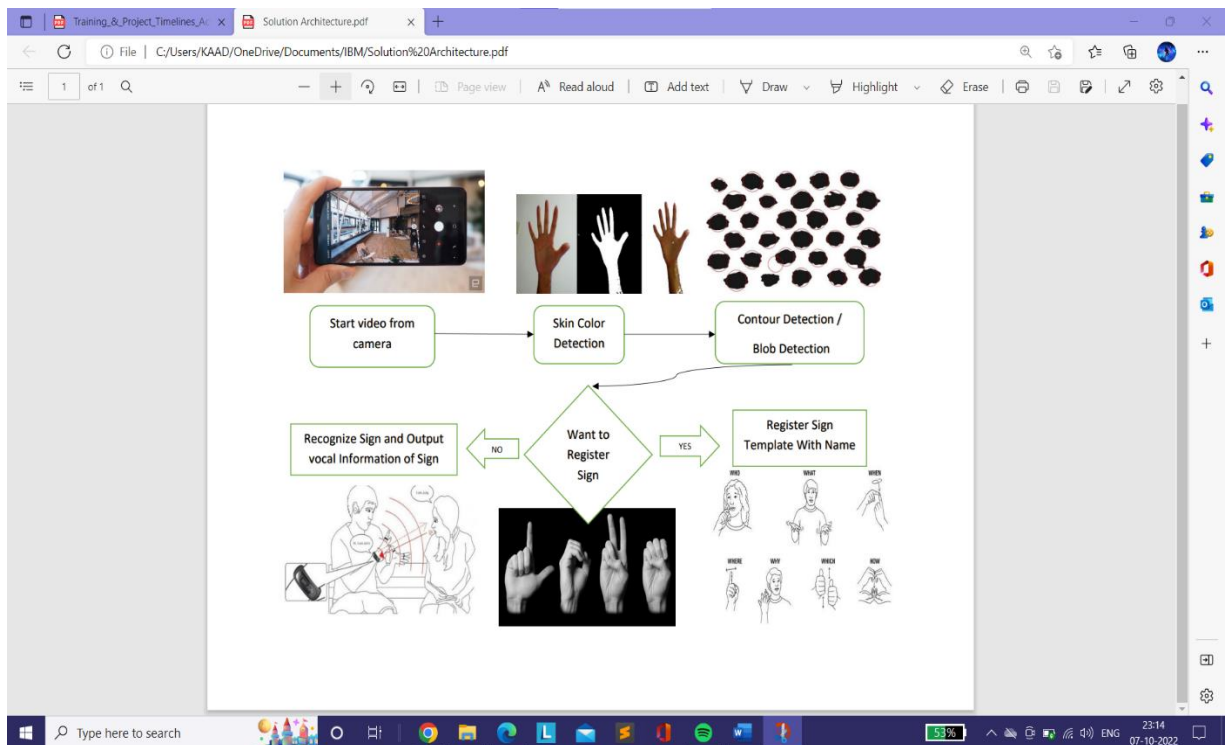 Training_&_Project_Timelines_Ac
Solution Architecture.pdf
File | C:/Users/KAAD/OneDrive/Documents/IBM/Solution%20Architecture.pdf
1 of 1
Page view
Read aloud
Add text
Draw
Highlight
Erase
Start video from
camera
Skin Color
Detection
Contour Detection /
Blob Detection
Recognize Sign and Output
vocal Information of Sign
NO
Want to
Register
Sign
YES
Register Sign
Template With Name
WHO
WHAT
WHEN
WHERE
WHY
WHICH
HOW
Type here to search
53%
ENG
23:14
07-10-2022